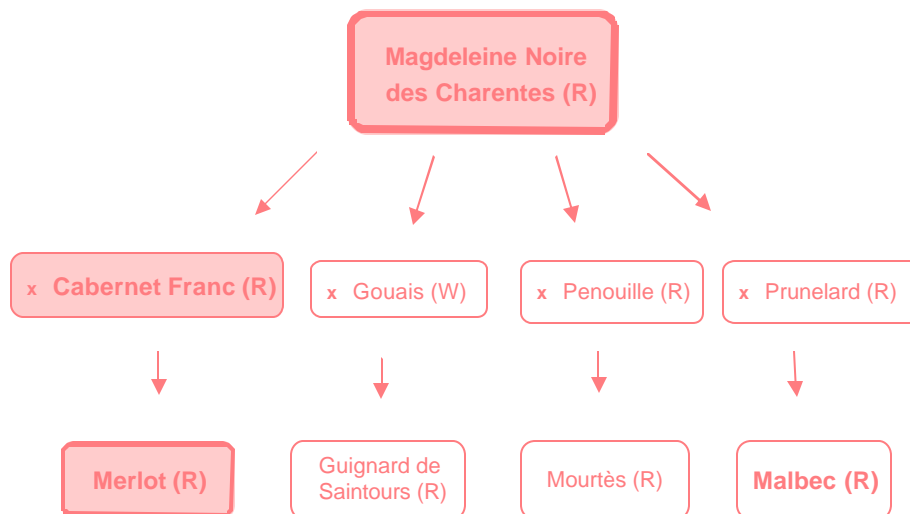 Magdeleine Noire
des Charentes (R)
x Cabernet Franc (R)
x Gouais (W)
x Penouille (R)
x Prunelard (R)
Merlot (R)
Guignard de
Saintours (R)
Mourtès (R)
Malbec (R)